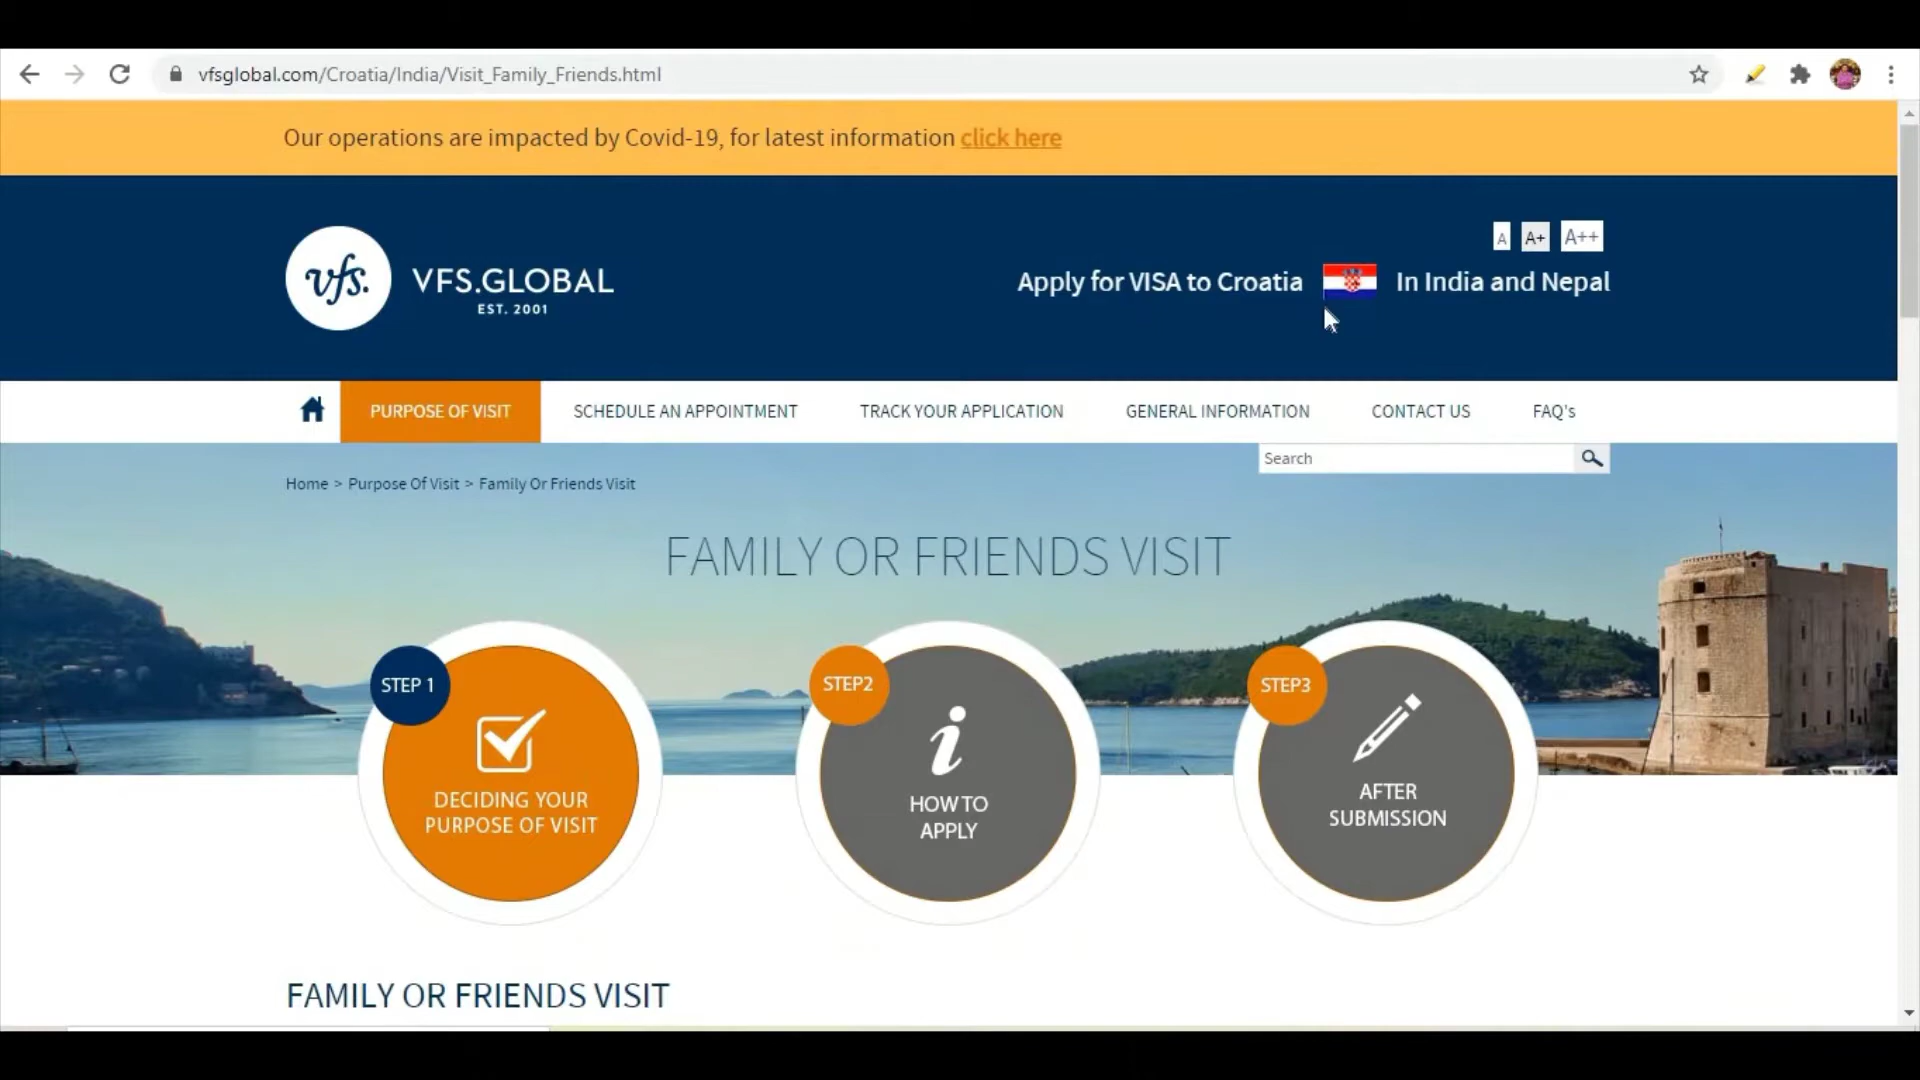 vfsglobal.com/Croatia/India/Visit_Family_Friends.html
Our operations are impacted by Covid-19, for latest information click here
A A+ A++
vfs. VFS.GLOBAL
EST. 2001
Apply for VISA to Croatia In India and Nepal
PURPOSE OF VISIT SCHEDULE AN APPOINTMENT TRACK YOUR APPLICATION GENERAL INFORMATION CONTACT US FAQ's
Search
Home > Purpose Of Visit > Family Or Friends Visit
FAMILY OR FRIENDS VISIT
STEP 1
DECIDING YOUR
PURPOSE OF VISIT
STEP2
HOW TO
APPLY
STEP3
AFTER
SUBMISSION
FAMILY OR FRIENDS VISIT